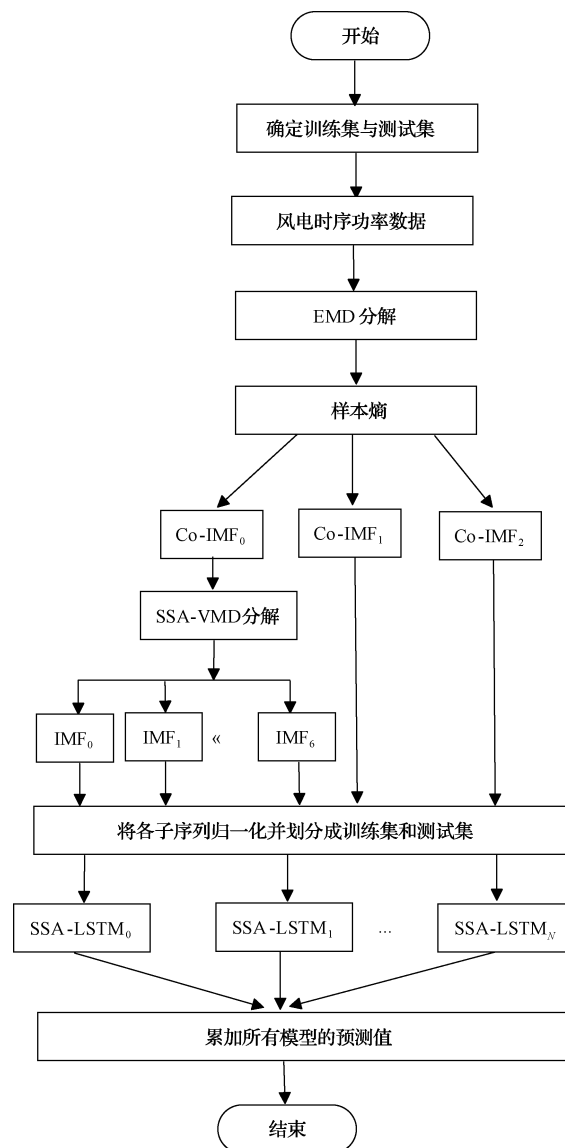 开始
确定训练集与测试集
风电时序功率数据
EMD 分解
样本熵
Co-IMF₀
Co-IMF₁
Co-IMF₂
SSA-VMD分解
IMF₀
IMF₁
«
IMF₆
将各子序列归一化并划分成训练集和测试集
SSA-LSTM₀
SSA-LSTM₁
...
SSA-LSTM_N
累加所有模型的预测值
结束